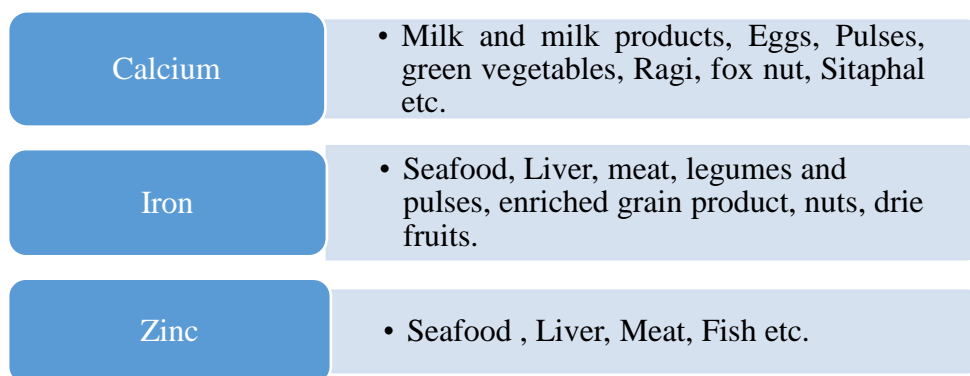 Calcium
• Milk and milk products, Eggs, Pulses,
green vegetables, Ragi, fox nut, Sitaphal
etc.
Iron
• Seafood, Liver, meat, legumes and
pulses, enriched grain product, nuts, drie
fruits.
Zinc
• Seafood , Liver, Meat, Fish etc.